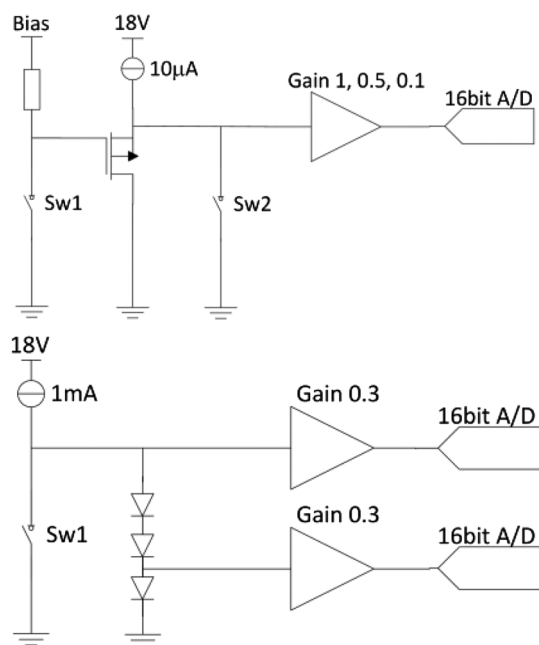 Bias
18V
10µA
Gain 1, 0.5, 0.1
16bit A/D
Sw1
Sw2
18V
1mA
Gain 0.3
16bit A/D
Sw1
Gain 0.3
16bit A/D